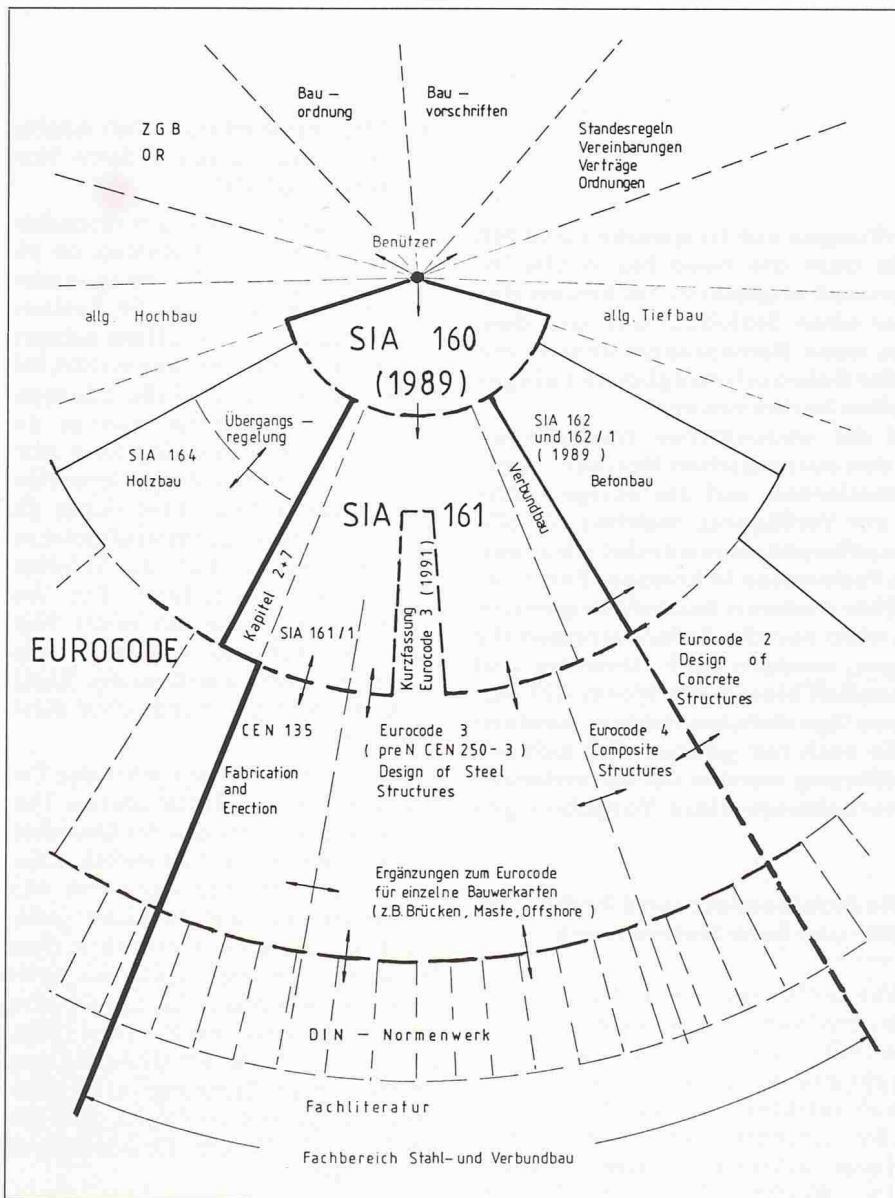 Bau –
ordnung
Bau –
vorschriften
ZGB
OR
Standesregeln
Vereinbarungen
Verträge
Ordnungen
Benützer
allg. Hochbau
allg. Tiefbau
SIA 160
(1989)
Übergangs –
regelung
SIA 164
Holzbau
SIA 162
und 162/1
(1989)
Betonbau
Verbundbau
SIA 161
Kapitel 2+7
SIA 161/1
Kurzfassung
Eurocode 3 (1991)
EUROCODE
Eurocode 2
Design of
Concrete
Structures
CEN 135
Fabrication
and
Erection
Eurocode 3
(preN CEN 250-3)
Design of Steel
Structures
Eurocode 4
Composite
Structures
Ergänzungen zum Eurocode
für einzelne Bauwerkarten
(z.B. Brücken, Maste, Offshore)
DIN – Normenwerk
Fachliteratur
Fachbereich Stahl- und Verbundbau